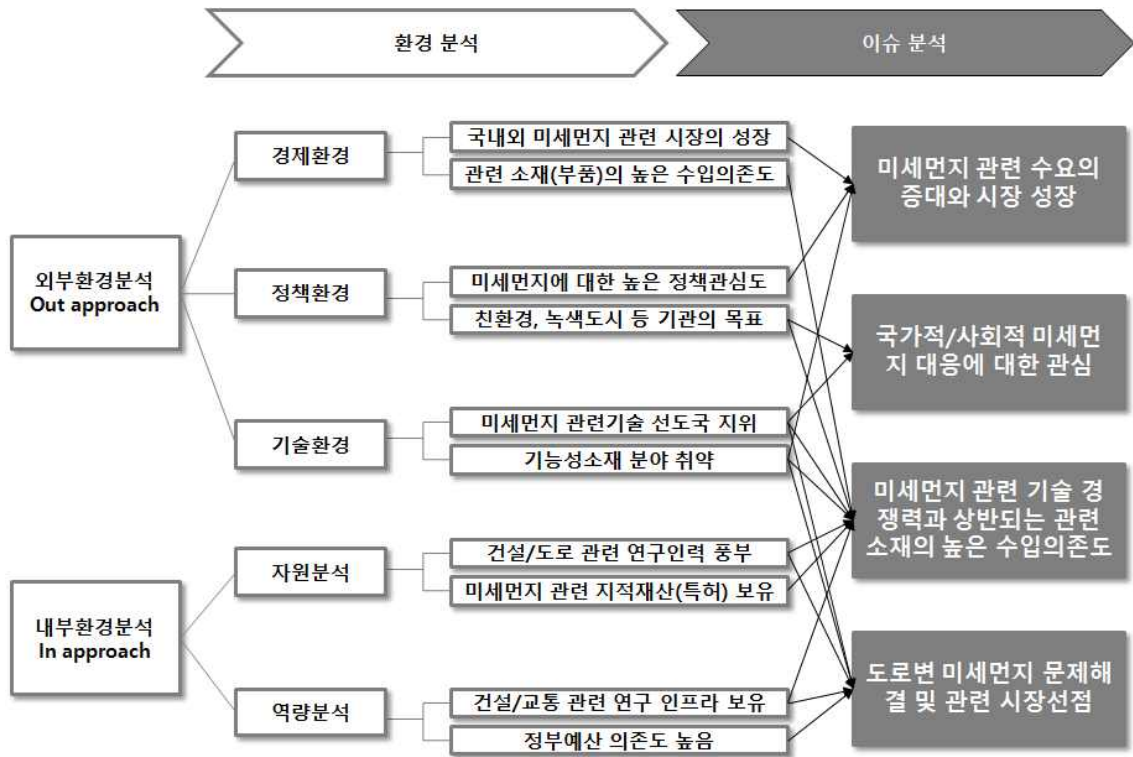 환경 분석
이슈 분석
외부환경분석
Out approach
경제환경
국내외 미세먼지 관련 시장의 성장
관련 소재(부품)의 높은 수입의존도
정책환경
미세먼지에 대한 높은 정책관심도
친환경, 녹색도시 등 기관의 목표
기술환경
미세먼지 관련기술 선도국 지위
기능성소재 분야 취약
내부환경분석
In approach
자원분석
건설/도로 관련 연구인력 풍부
미세먼지 관련 지적재산(특허) 보유
역량분석
건설/교통 관련 연구 인프라 보유
정부예산 의존도 높음
미세먼지 관련 수요의
증대와 시장 성장
국가적/사회적 미세먼
지 대응에 대한 관심
미세먼지 관련 기술 경
쟁력과 상반되는 관련
소재의 높은 수입의존도
도로변 미세먼지 문제해
결 및 관련 시장선점